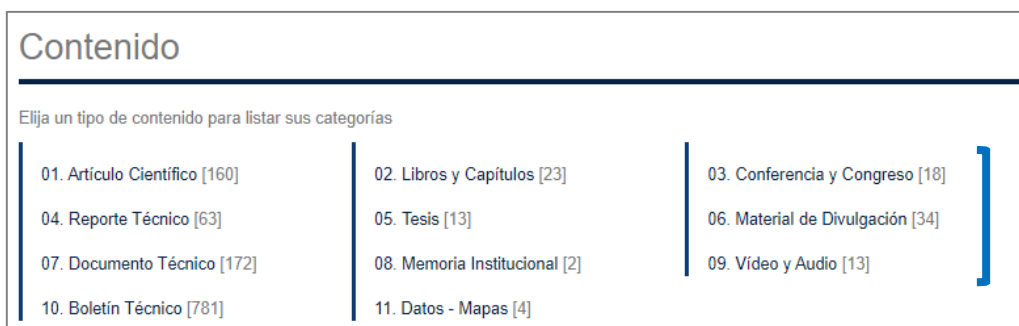 Contenido
Elija un tipo de contenido para listar sus categorías
01. Artículo Científico [160]
02. Libros y Capítulos [23]
03. Conferencia y Congreso [18]
04. Reporte Técnico [63]
05. Tesis [13]
06. Material de Divulgación [34]
07. Documento Técnico [172]
08. Memoria Institucional [2]
09. Vídeo y Audio [13]
10. Boletín Técnico [781]
11. Datos - Mapas [4]